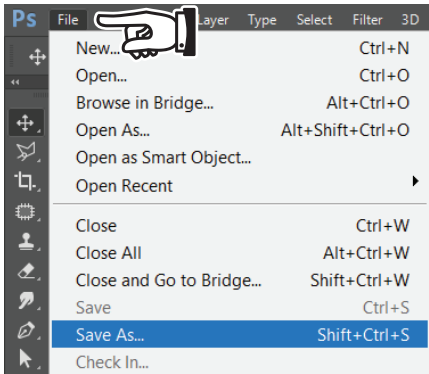 Ps File Layer Type Select Filter 3D
New... Ctrl+N
Open... Ctrl+O
Browse in Bridge... Alt+Ctrl+O
Open As... Alt+Shift+Ctrl+O
Open as Smart Object...
Open Recent
Close Ctrl+W
Close All Alt+Ctrl+W
Close and Go to Bridge... Shift+Ctrl+W
Save Ctrl+S
Save As... Shift+Ctrl+S
Check In...